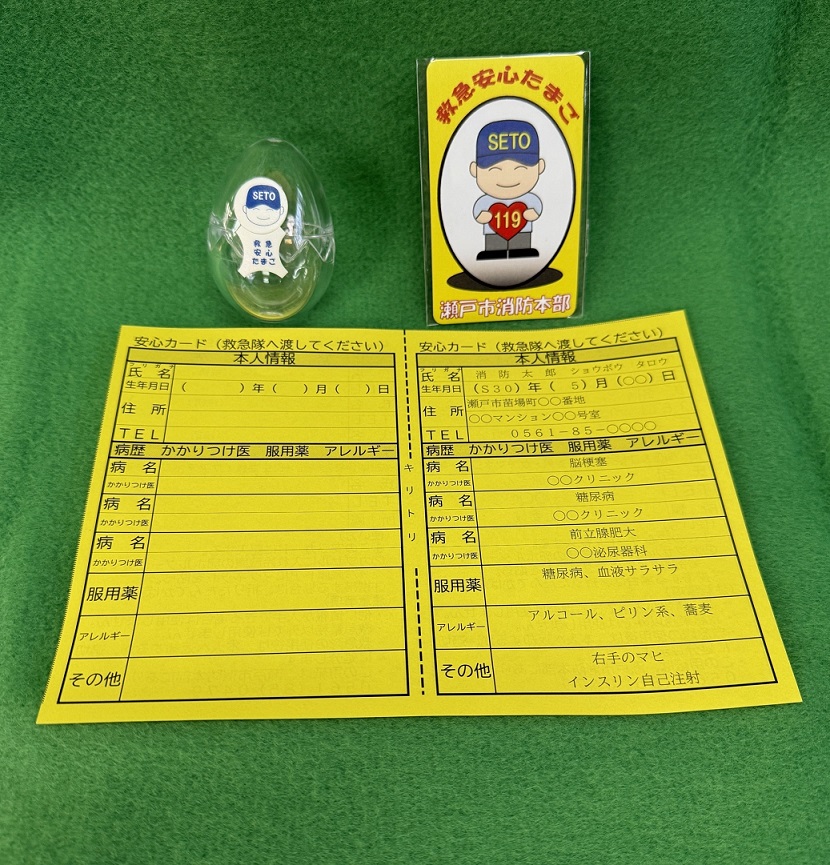 SETO
救急
安心
たまご
救急安心たまご
SETO
119
瀬戸市消防本部
安心カード（救急隊へ渡してください）
本人情報
フリガナ
氏 名
生年月日 （ ）年（ ）月（ ）日
住 所
ＴＥＬ
病歴 かかりつけ医 服用薬 アレルギー
病 名
かかりつけ医
病 名
かかりつけ医
病 名
かかりつけ医
服用薬
アレルギー
その他
キリトリ
安心カード（救急隊へ渡してください）
本人情報
フリガナ
氏 名 消 防 太 郎 ショウボウ タロウ
生年月日 （Ｓ３０）年（ ５）月（○○）日
住 所 瀬戸市苗場町○○番地
○○マンション○○号室
ＴＥＬ ０５６１－８５－○○○○
病歴 かかりつけ医 服用薬 アレルギー
病 名 脳梗塞
かかりつけ医 ○○クリニック
病 名 糖尿病
かかりつけ医 ○○クリニック
病 名 前立腺肥大
かかりつけ医 ○○泌尿器科
服用薬 糖尿病、血液サラサラ
アレルギー アルコール、ピリン系、蕎麦
その他 右手のマヒ
インスリン自己注射